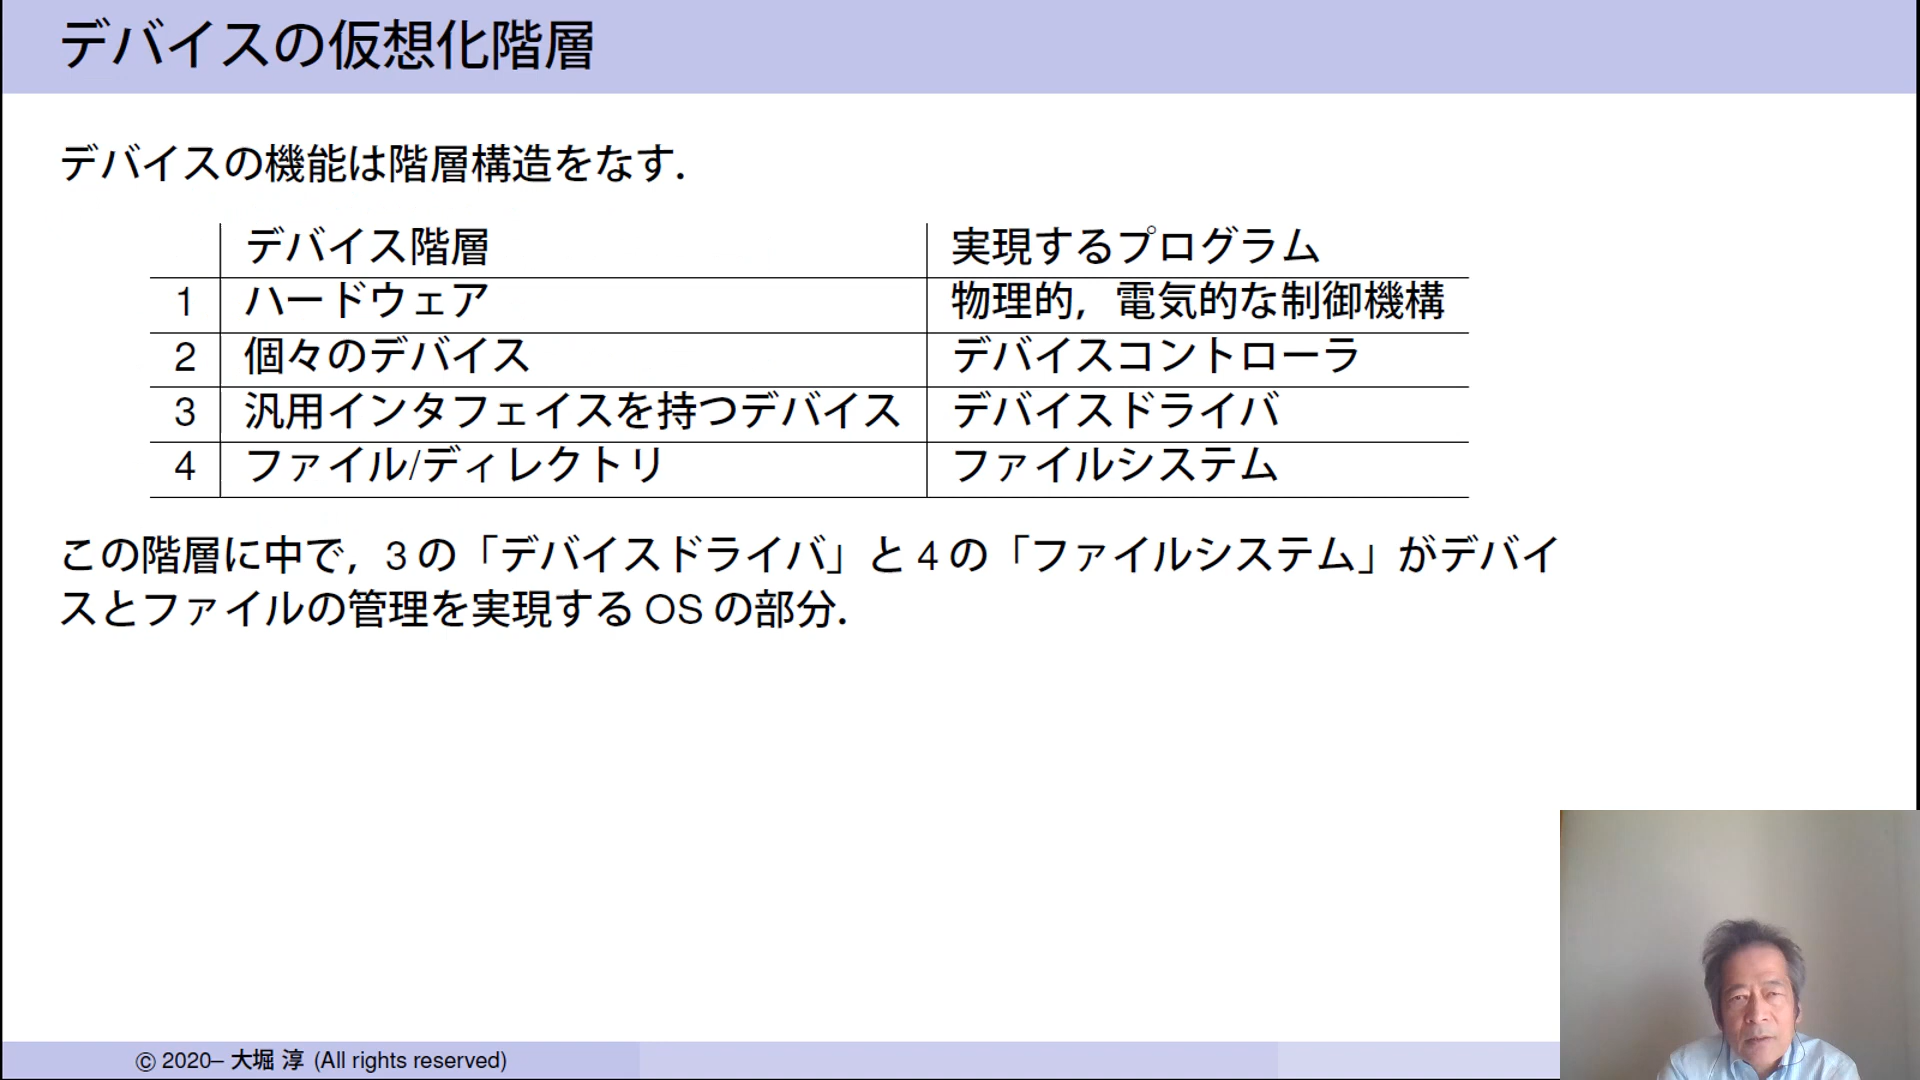 デバイスの仮想化階層
デバイスの機能は階層構造をなす.
デバイス階層 実現するプログラム
1 ハードウェア 物理的, 電気的な制御機構
2 個々のデバイス デバイスコントローラ
3 汎用インタフェイスを持つデバイス デバイスドライバ
4 ファイル/ディレクトリ ファイルシステム
この階層に中で, 3 の「デバイスドライバ」と 4 の「ファイルシステム」がデバイ
スとファイルの管理を実現する OS の部分.
© 2020– 大堀 淳 (All rights reserved)